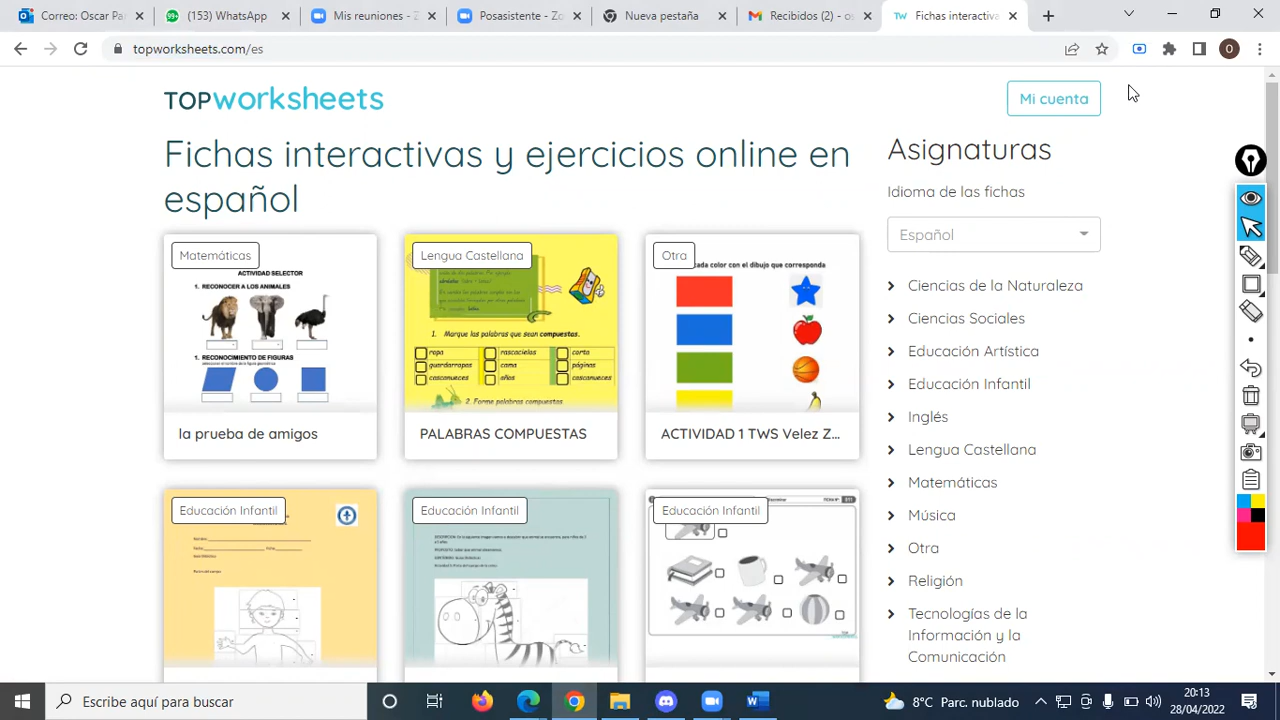 Correo: Oscar Pa
(153) WhatsApp
Mis reuniones - Z
Posasistente - Zo
Nueva pestaña
Recibidos (2) - os
Fichas interactiva
topworksheets.com/es
TOPworksheets
Mi cuenta
Fichas interactivas y ejercicios online en
español
Asignaturas
Idioma de las fichas
Español
Ciencias de la Naturaleza
Ciencias Sociales
Educación Artística
Educación Infantil
Inglés
Lengua Castellana
Matemáticas
Música
Otra
Religión
Tecnologías de la
Información y la
Comunicación
Matemáticas
ACTIVIDAD SELECTOR
1. RECONOCER A LOS ANIMALES
1. RECONOCIMIENTO DE FIGURAS
la prueba de amigos
Lengua Castellana
1. Marque las palabras que sean compuestas.
ropa
rascacielos
corta
guardarropas
cama
páginas
cascanueces
años
cascanueces
2. Forme palabras compuestas.
PALABRAS COMPUESTAS
Otra
cada color con el dibujo que corresponda
ACTIVIDAD 1 TWS Velez Z...
Educación Infantil
Educación Infantil
Educación Infantil
Escribe aquí para buscar
8°C Parc. nublado
20:13
28/04/2022